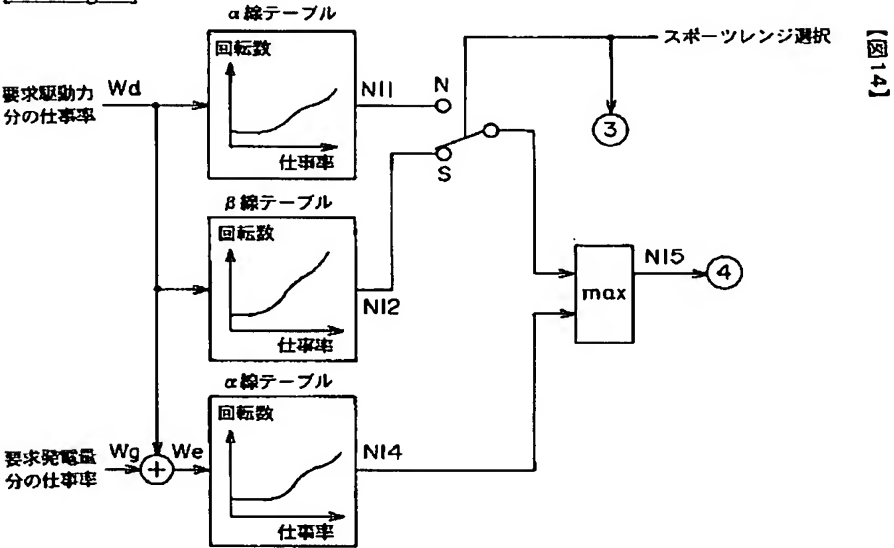 α線テーブル
回転数
仕事率
要求駆動力
分の仕事率
Wd
N11
N
S
スポーツレンジ選択
3
【図14】
β線テーブル
回転数
仕事率
N12
max
N15
4
α線テーブル
回転数
仕事率
要求発電量
分の仕事率
Wg
+
We
N14